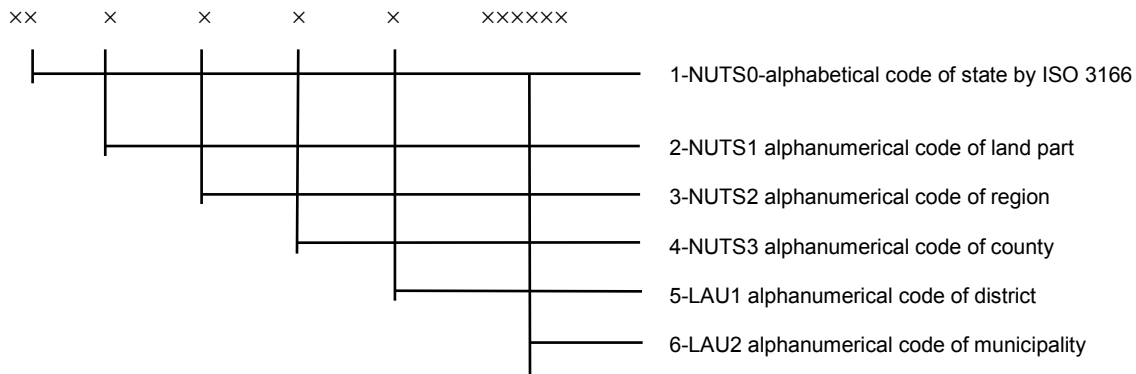 ×× × × × × ××××××
1-NUTS0-alphabetical code of state by ISO 3166
2-NUTS1 alphanumerical code of land part
3-NUTS2 alphanumerical code of region
4-NUTS3 alphanumerical code of county
5-LAU1 alphanumerical code of district
6-LAU2 alphanumerical code of municipality